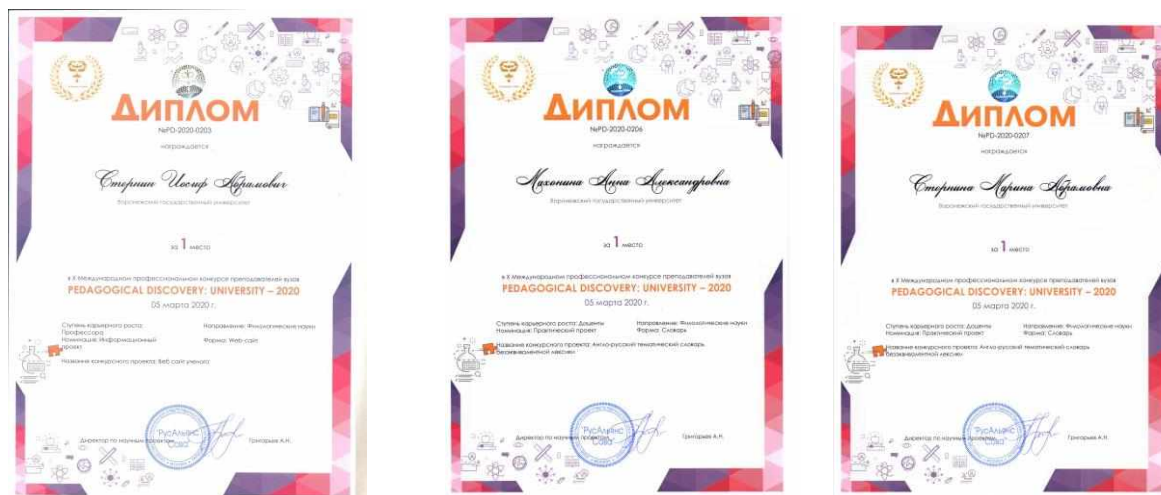 ДИПЛОМ
№PD-2020-0203
награждается
Стернин Иосиф Абрамович
Воронежский государственный университет
за 1 место
в X Международном профессиональном конкурсе преподавателей вузов
PEDAGOGICAL DISCOVERY: UNIVERSITY – 2020
05 марта 2020 г.
Ступень карьерного роста: Профессора
Номинация: Информационный проект
Направление: Филологические науки
Форма: Web-сайт
Название конкурсного проекта: Веб сайт ученого
"РусАльянс Сова"
Директор по научным проектам
Григорьев А.Н.
ДИПЛОМ
№PD-2020-0206
награждается
Махонина Анна Александровна
Воронежский государственный университет
за 1 место
в X Международном профессиональном конкурсе преподавателей вузов
PEDAGOGICAL DISCOVERY: UNIVERSITY – 2020
05 марта 2020 г.
Ступень карьерного роста: Доценты
Номинация: Практический проект
Направление: Филологические науки
Форма: Словарь
Название конкурсного проекта: Англо-русский тематический словарь
безэквивалентной лексики
"РусАльянс Сова"
Директор по научным проектам
Григорьев А.Н.
ДИПЛОМ
№PD-2020-0207
награждается
Стернина Марина Абрамовна
Воронежский государственный университет
за 1 место
в X Международном профессиональном конкурсе преподавателей вузов
PEDAGOGICAL DISCOVERY: UNIVERSITY – 2020
05 марта 2020 г.
Ступень карьерного роста: Доценты
Номинация: Практический проект
Направление: Филологические науки
Форма: Словарь
Название конкурсного проекта: Англо-русский тематический словарь
безэквивалентной лексики
"РусАльянс Сова"
Директор по научным проектам
Григорьев А.Н.